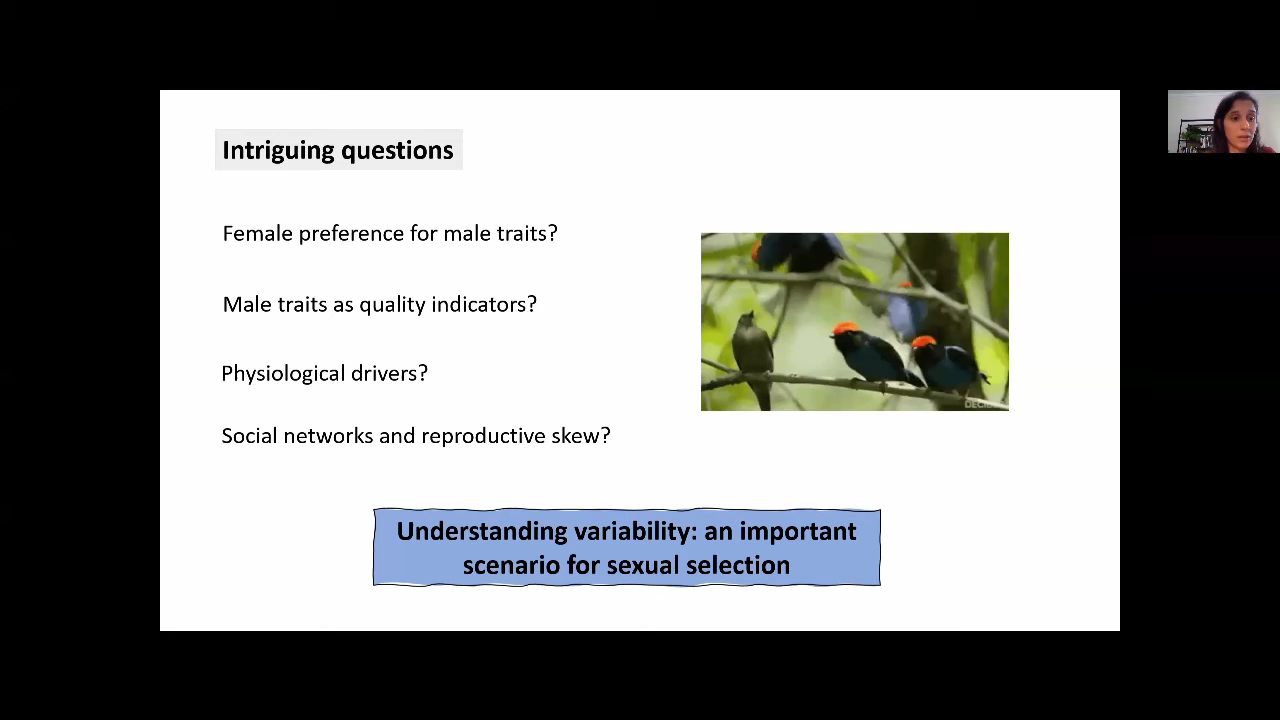 Intriguing questions
Female preference for male traits?
Male traits as quality indicators?
Physiological drivers?
Social networks and reproductive skew?
Understanding variability: an important
scenario for sexual selection